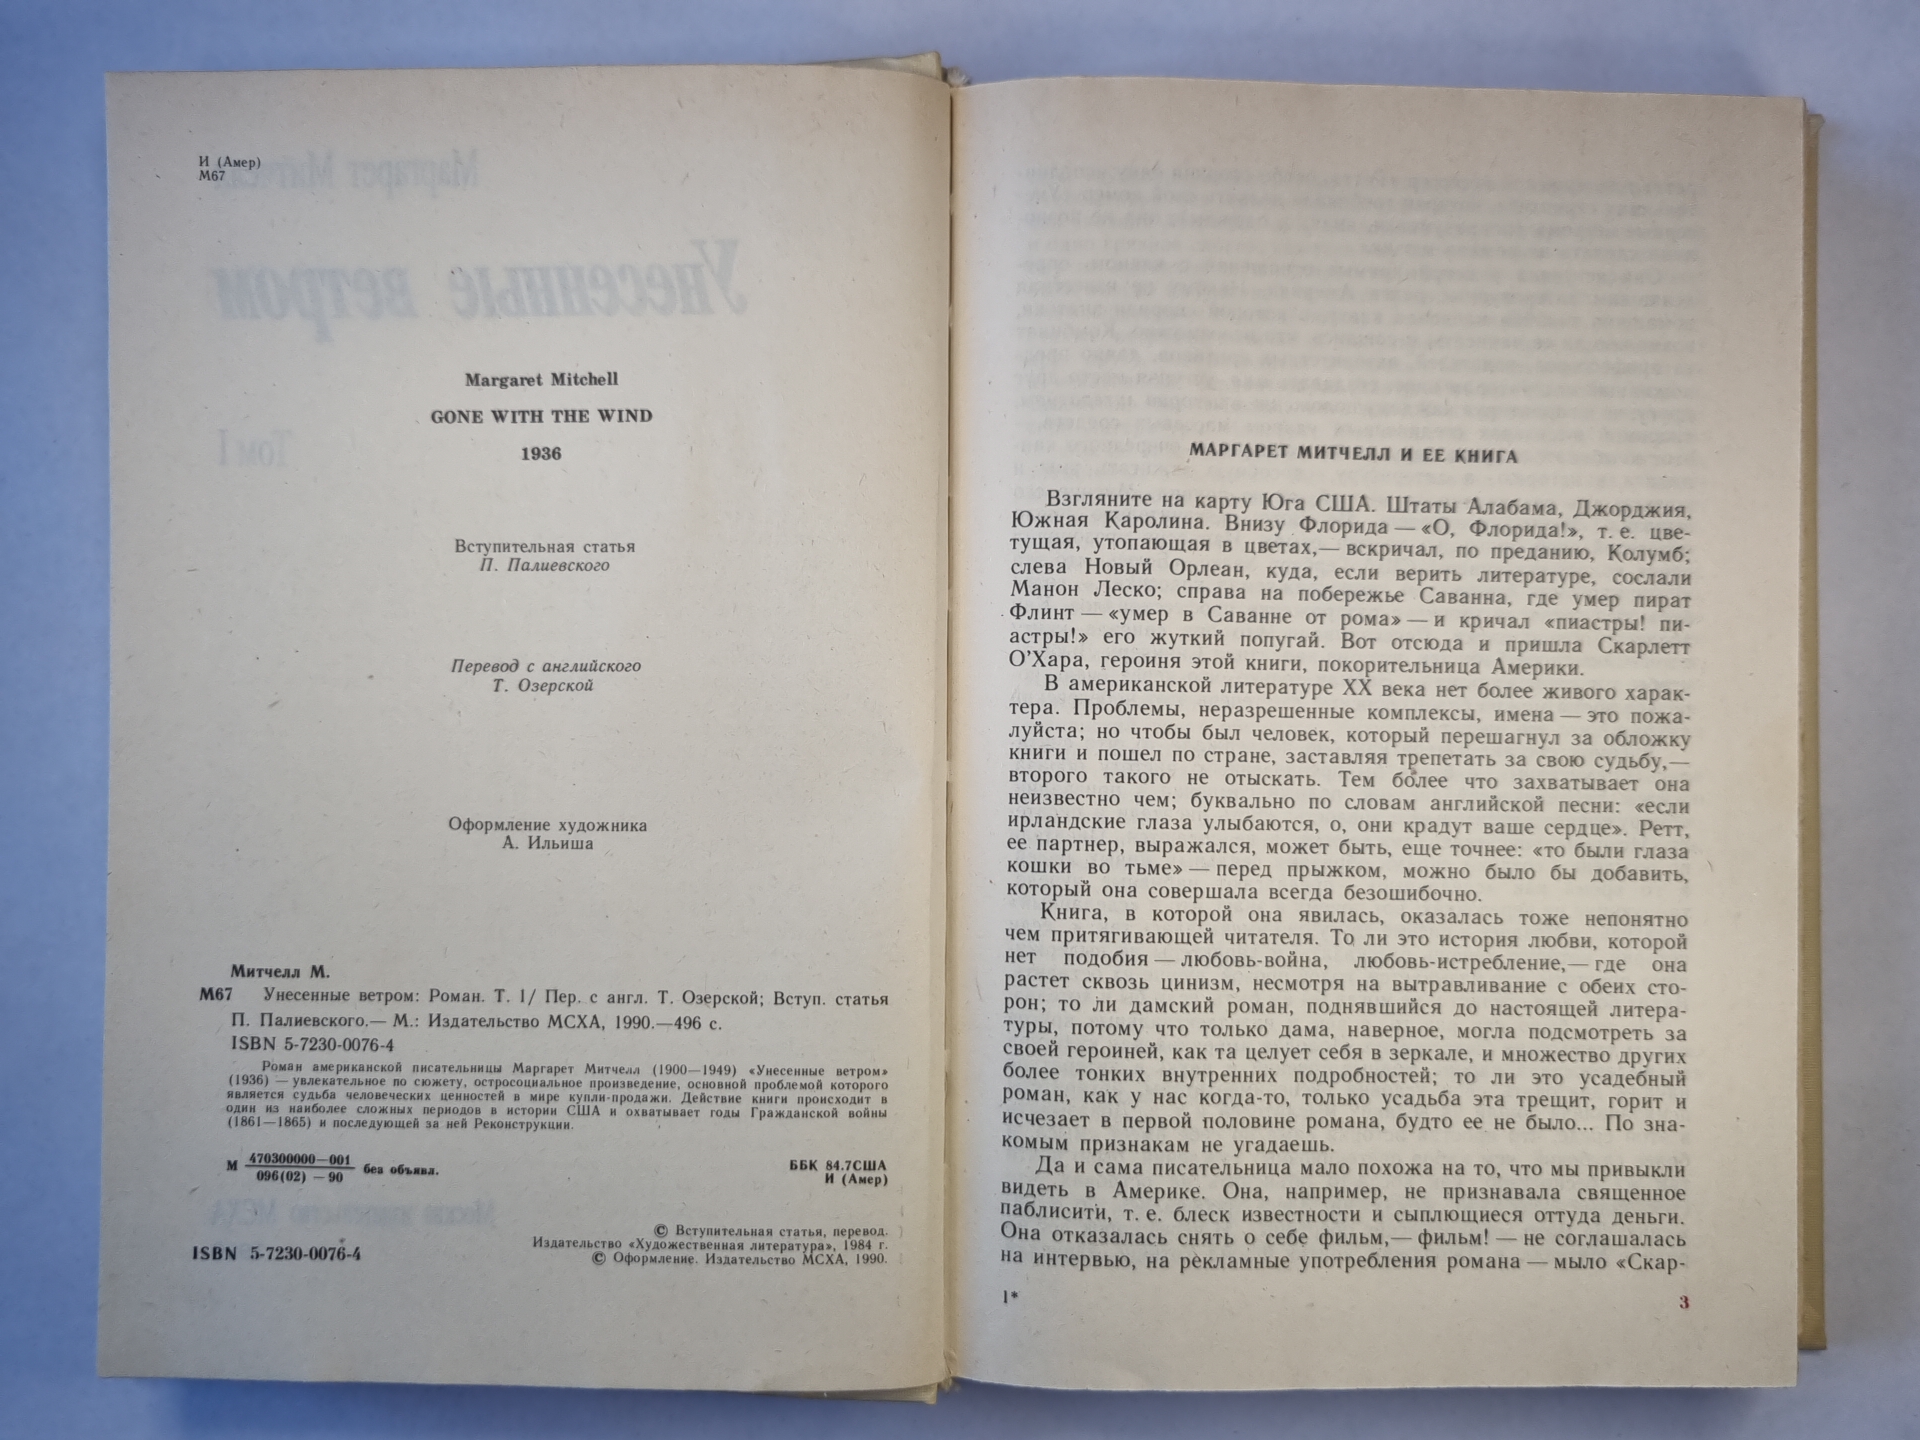 И (Амер)
М67
Margaret Mitchell
GONE WITH THE WIND
1936
Вступительная статья
П. Палиевского
Перевод с английского
Т. Озерской
Оформление художника
А. Ильиша
Митчелл М.
М67 Унесенные ветром: Роман. Т. 1/ Пер. с англ. Т. Озерской; Вступ. статья
П. Палиевского.— М.: Издательство МСХА, 1990.—496 с.
ISBN 5-7230-0076-4
Роман американской писательницы Маргарет Митчелл (1900—1949) «Унесенные ветром»
(1936) — увлекательное по сюжету, остросоциальное произведение, основной проблемой которого
является судьба человеческих ценностей в мире купли-продажи. Действие книги происходит в
один из наиболее сложных периодов в истории США и охватывает годы Гражданской войны
(1861—1865) и последующей за ней Реконструкции.
М 470300000—001
096(02) — 90 без объявл.
ББК 84.7США
И (Амер)
© Вступительная статья, перевод.
Издательство «Художественная литература», 1984 г.
© Оформление. Издательство МСХА, 1990.
ISBN 5-7230-0076-4
МАРГАРЕТ МИТЧЕЛЛ И ЕЕ КНИГА
Взгляните на карту Юга США. Штаты Алабама, Джорджия,
Южная Каролина. Внизу Флорида — «О, Флорида!», т. е. цве-
тущая, утопающая в цветах,— вскричал, по преданию, Колумб;
слева Новый Орлеан, куда, если верить литературе, сослали
Манон Леско; справа на побережье Саванна, где умер пират
Флинт — «умер в Саванне от рома» — и кричал «пиастры! пи-
астры!» его жуткий попугай. Вот отсюда и пришла Скарлетт
О'Хара, героиня этой книги, покорительница Америки.
В американской литературе XX века нет более живого харак-
тера. Проблемы, неразрешенные комплексы, имена — это пожа-
луйста; но чтобы был человек, который перешагнул за обложку
книги и пошел по стране, заставляя трепетать за свою судьбу,—
второго такого не отыскать. Тем более что захватывает она
неизвестно чем; буквально по словам английской песни: «если
ирландские глаза улыбаются, о, они крадут ваше сердце». Ретт,
ее партнер, выражался, может быть, еще точнее: «то были глаза
кошки во тьме» — перед прыжком, можно было бы добавить,
который она совершала всегда безошибочно.
Книга, в которой она явилась, оказалась тоже непонятно
чем притягивающей читателя. То ли это история любви, которой
нет подобия — любовь-война, любовь-истребление,— где она
растет сквозь цинизм, несмотря на вытравливание с обеих сто-
рон; то ли дамский роман, поднявшийся до настоящей литера-
туры, потому что только дама, наверное, могла подсмотреть за
своей героиней, как та целует себя в зеркале, и множество других
более тонких внутренних подробностей; то ли это усадебный
роман, как у нас когда-то, только усадьба эта трещит, горит и
исчезает в первой половине романа, будто ее не было... По зна-
комым признакам не угадаешь.
Да и сама писательница мало похожа на то, что мы привыкли
видеть в Америке. Она, например, не признавала священное
паблисити, т. е. блеск известности и сыплющиеся оттуда деньги.
Она отказалась снять о себе фильм,— фильм! — не соглашалась
на интервью, на рекламные употребления романа — мыло «Скар-
1*
3